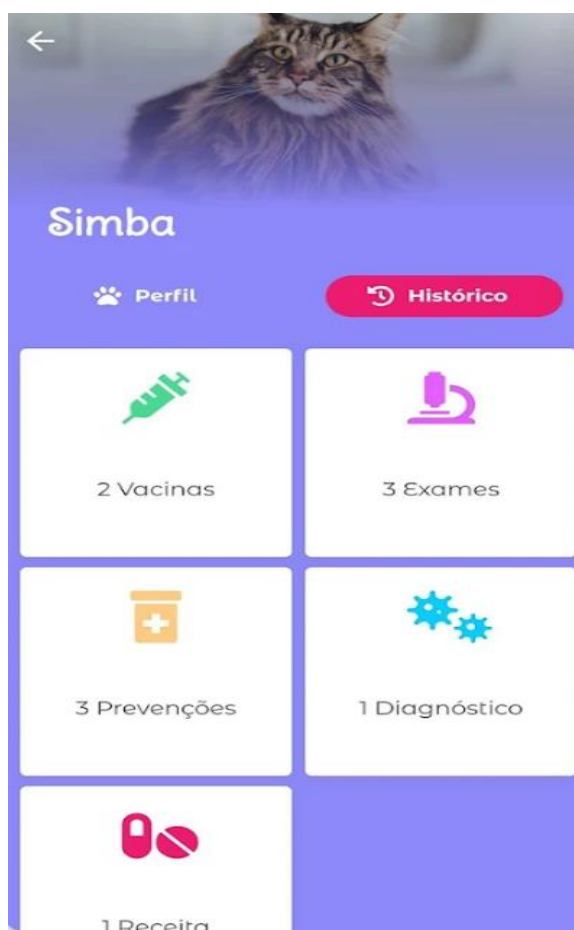 Simba
Perfil
Histórico
2 Vacinas
3 Exames
3 Prevenções
1 Diagnóstico
1 Receita